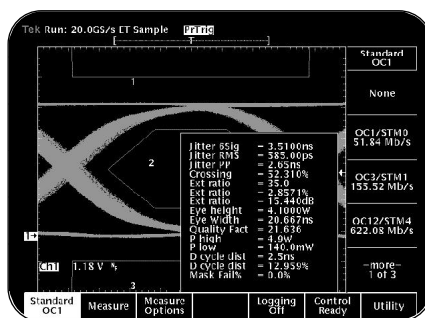 Tek Run: 20.0GS/s ET Sample PrTrig
T
1
2
3
1
Ch1 1.18 V
Jitter 6Sig = 3.5100ns
Jitter RMS = 585.00ps
Jitter PP = 2.65ns
Crossing = 52.310%
Ext ratio = 35.0
Ext ratio = 2.8571%
Ext ratio = 15.440dB
Eye height = 4.1000W
Eye Width = 20.667ns
Quality Fact = 21.636
P high = 4.9W
P low = 140.0mW
D cycle dist = 2.5ns
D cycle dist = 12.959%
Mask Fail% = 0.0%
Standard
OC1
None
OC1/STM0
51.84 Mb/s
OC3/STM1
155.52 Mb/s
OC12/STM4
622.08 Mb/s
-more-
1 of 3
Standard
OC1
Measure
Measure
Options
Logging
Off
Control
Ready
Utility